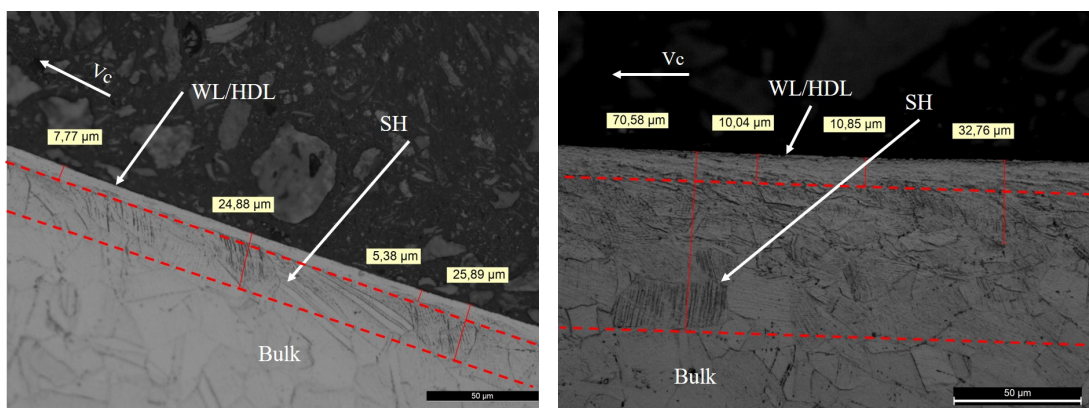 Vc
WL/HDL
7,77 µm
SH
24,88 µm
5,38 µm
25,89 µm
Bulk
50 µm
Vc
WL/HDL
SH
70,58 µm
10,04 µm
10,85 µm
32,76 µm
Bulk
50 µm